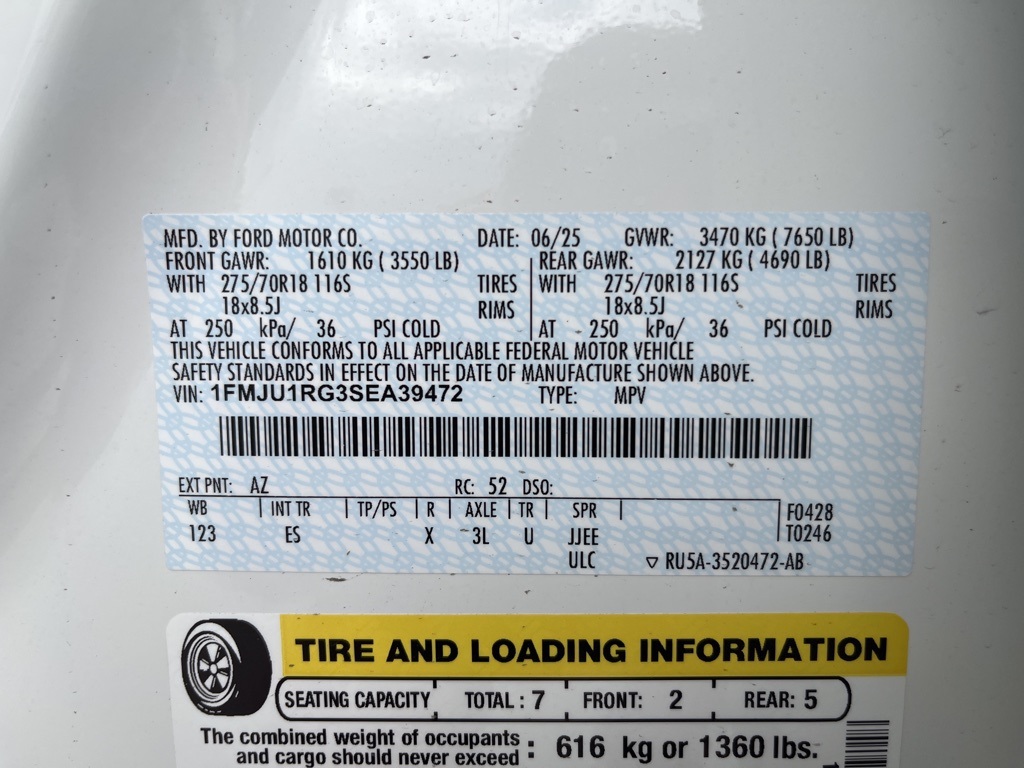 MFD. BY FORD MOTOR CO. DATE: 06/25 GVWR: 3470 KG ( 7650 LB)
FRONT GAWR: 1610 KG ( 3550 LB) REAR GAWR: 2127 KG ( 4690 LB)
WITH 275/70R18 116S TIRES WITH 275/70R18 116S TIRES
18x8.5J RIMS 18x8.5J RIMS
AT 250 kPa/ 36 PSI COLD AT 250 kPa/ 36 PSI COLD
THIS VEHICLE CONFORMS TO ALL APPLICABLE FEDERAL MOTOR VEHICLE
SAFETY STANDARDS IN EFFECT ON THE DATE OF MANUFACTURE SHOWN ABOVE.
VIN: 1FMJU1RG3SEA39472 TYPE: MPV
EXT PNT: AZ RC: 52 DSO:
WB INT TR TP/PS R AXLE TR SPR F0428
123 ES X 3L U JJEE T0246
ULC ▽ RU5A-3520472-AB
TIRE AND LOADING INFORMATION
SEATING CAPACITY TOTAL : 7 FRONT: 2 REAR: 5
The combined weight of occupants
and cargo should never exceed : 616 kg or 1360 lbs.